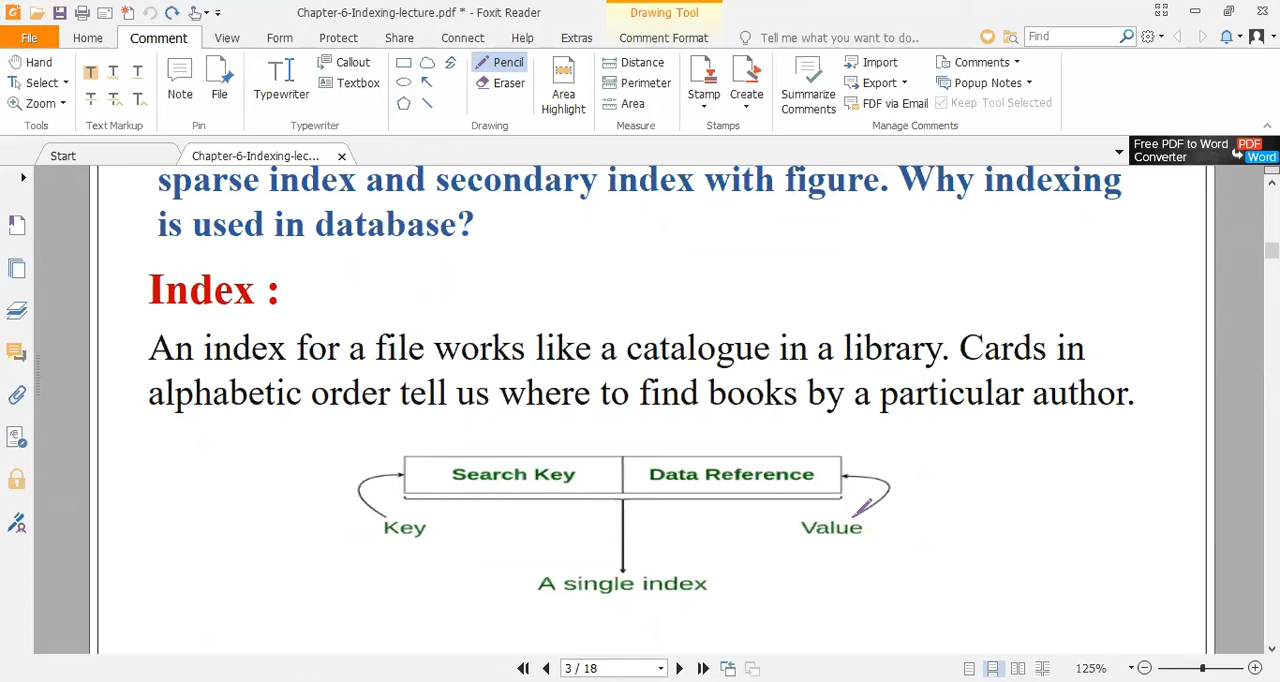 Chapter-6-Indexing-lecture.pdf * - Foxit Reader
Drawing Tool
File Home Comment View Form Protect Share Connect Help Extras Comment Format Tell me what you want to do.. Find
Hand
Select
Zoom
Tools
Text Markup
Note
File
Pin
Typewriter
Callout
Textbox
Typewriter
Pencil
Eraser
Drawing
Area
Highlight
Distance
Perimeter
Area
Measure
Stamp
Create
Stamps
Summarize
Comments
Import
Export
FDF via Email
Comments
Popup Notes
Keep Tool Selected
Manage Comments
Start
Chapter-6-Indexing-lec...
Free PDF to Word
Converter
PDF
Word
sparse index and secondary index with figure. Why indexing
is used in database?
Index :
An index for a file works like a catalogue in a library. Cards in
alphabetic order tell us where to find books by a particular author.
Search Key Data Reference
Key Value
A single index
3 / 18
125%